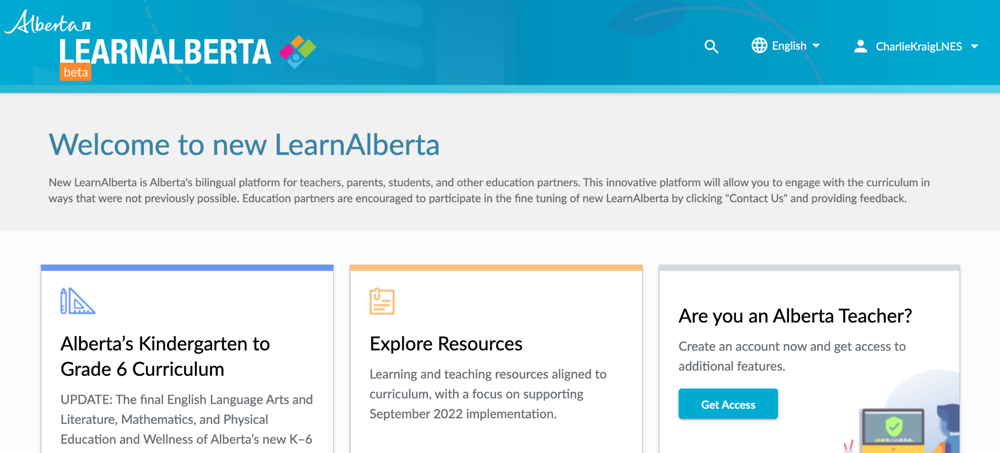 Alberta
LEARNALBERTA
beta
English
CharlieKraigLNES
Welcome to new LearnAlberta
New LearnAlberta is Alberta's bilingual platform for teachers, parents, students, and other education partners. This innovative platform will allow you to engage with the curriculum in
ways that were not previously possible. Education partners are encouraged to participate in the fine tuning of new LearnAlberta by clicking "Contact Us" and providing feedback.
Alberta’s Kindergarten to
Grade 6 Curriculum
UPDATE: The final English Language Arts and
Literature, Mathematics, and Physical
Education and Wellness of Alberta’s new K–6
Explore Resources
Learning and teaching resources aligned to
curriculum, with a focus on supporting
September 2022 implementation.
Are you an Alberta Teacher?
Create an account now and get access to
additional features.
Get Access